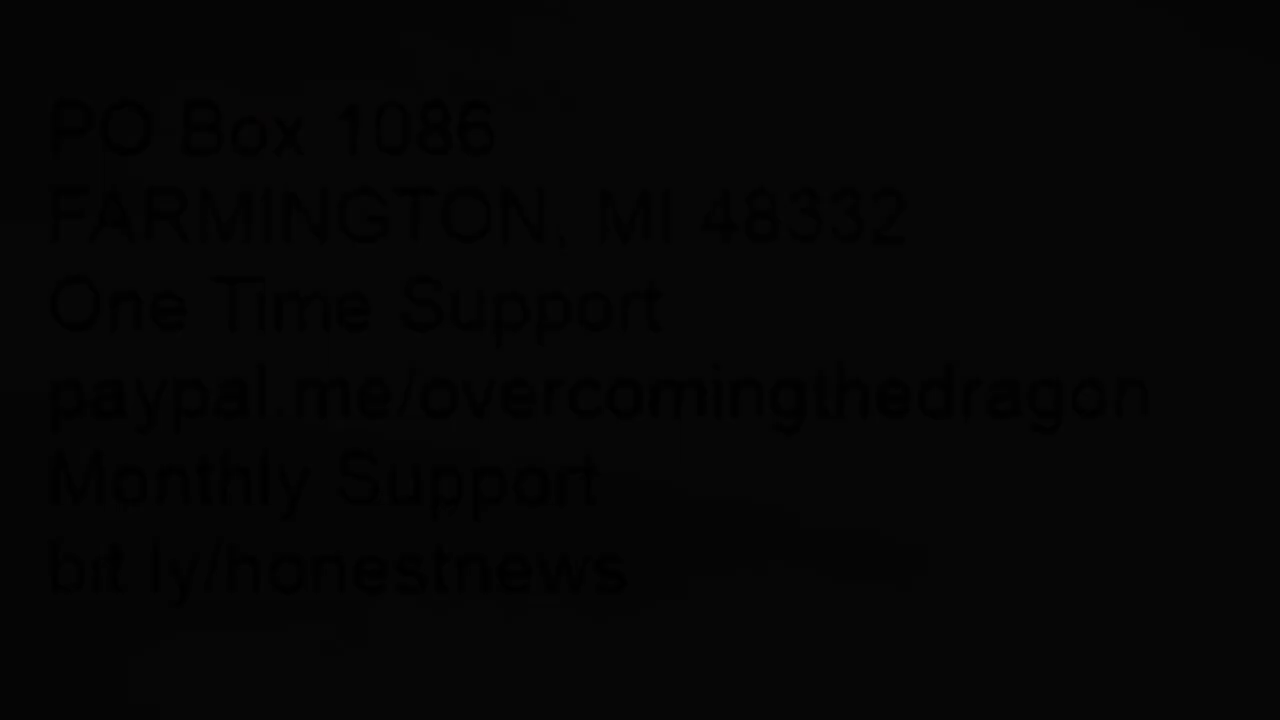 PO Box 1086
FARMINGTON, MI 48332
One Time Support
paypal.me/overcomingthedragon
Monthly Support
bit.ly/honestnews